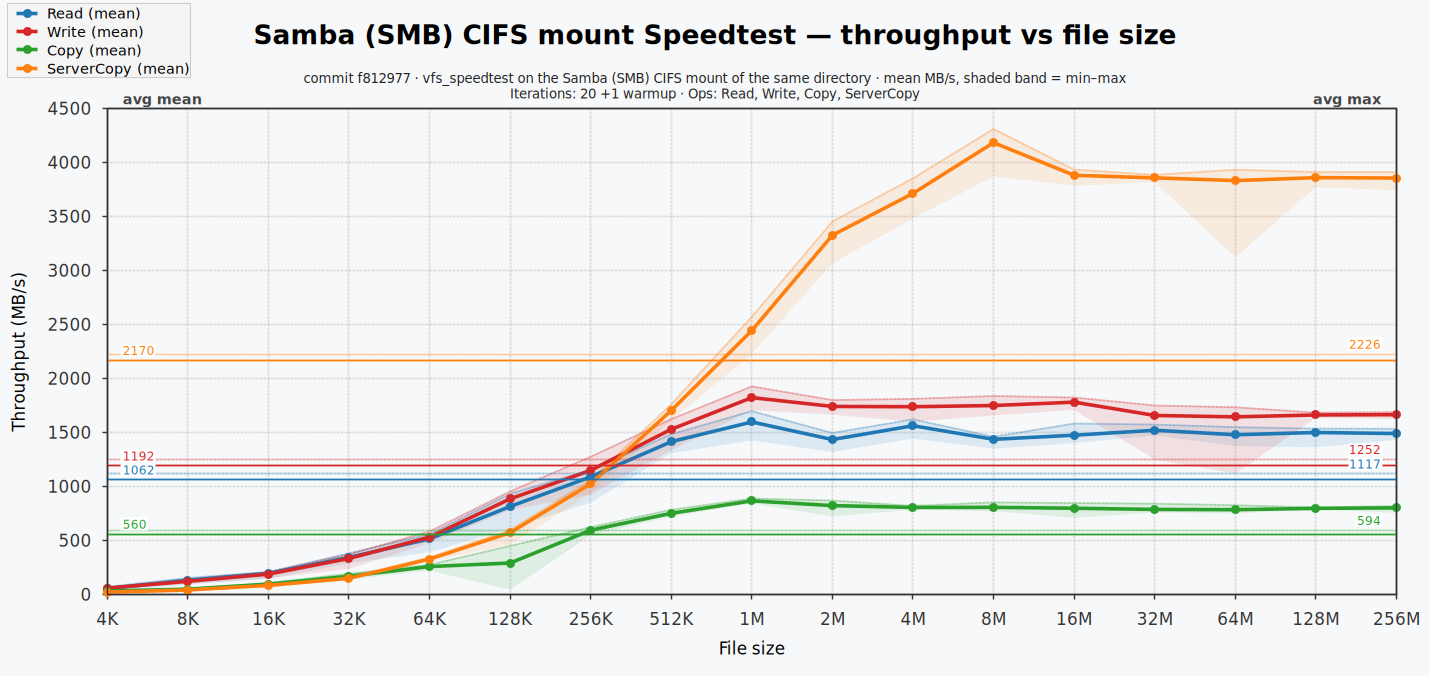 Read (mean)
Write (mean)
Copy (mean)
ServerCopy (mean)
Samba (SMB) CIFS mount Speedtest — throughput vs file size
commit f812977 · vfs_speedtest on the Samba (SMB) CIFS mount of the same directory · mean MB/s, shaded band = min–max
Iterations: 20 +1 warmup · Ops: Read, Write, Copy, ServerCopy
avg mean
avg max
4500
4000
3500
3000
2500
2000
1500
1000
500
0
Throughput (MB/s)
2170
2226
1192
1252
1062
1117
560
594
4K 8K 16K 32K 64K 128K 256K 512K 1M 2M 4M 8M 16M 32M 64M 128M 256M
File size